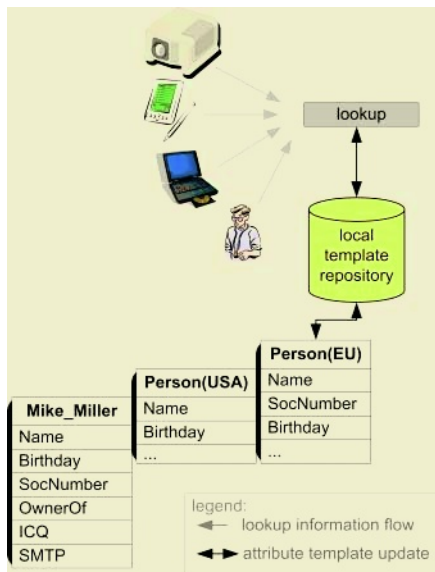 lookup
local
template
repository
Person(EU)
Name
SocNumber
Birthday
...
Person(USA)
Name
Birthday
...
Mike_Miller
Name
Birthday
SocNumber
OwnerOf
ICQ
SMTP
legend:
lookup information flow
attribute template update